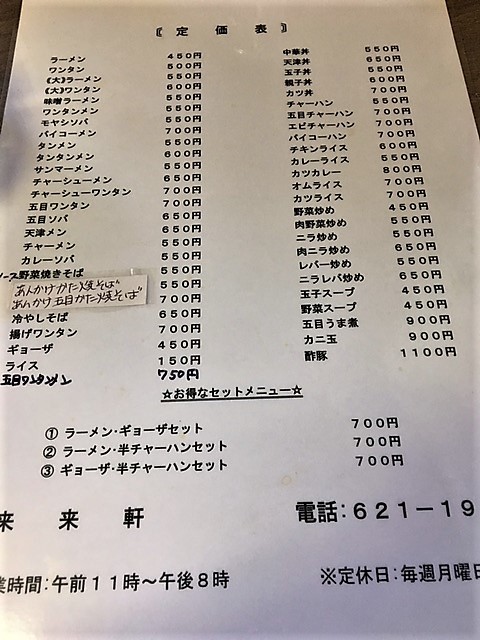 《 定 価 表 》
ラーメン 450円
ワンタン 500円
《大》ラーメン 550円
《大》ワンタン 600円
味噌ラーメン 550円
ワンタンメン 550円
モヤシソバ 550円
パイコーメン 700円
タンメン 550円
タンタンメン 600円
サンマーメン 550円
チャーシューメン 650円
チャーシューワンタン 700円
五目ワンタン 700円
五目ソバ 650円
天津メン 650円
チャーメン 550円
カレーソバ 550円
ソース野菜焼きそば 550円
あんかけかた焼そば 550円
あんかけ五目かた焼そば 700円
冷やしそば 650円
揚げワンタン 700円
ギョーザ 450円
ライス 150円
五目ワンタンメン 750円
中華丼 550円
天津丼 650円
玉子丼 550円
親子丼 600円
カツ丼 700円
チャーハン 550円
五目チャーハン 700円
エビチャーハン 700円
パイコーハン 700円
チキンライス 600円
カレーライス 550円
カツカレー 800円
オムライス 700円
カツライス 700円
野菜炒め 450円
肉野菜炒め 550円
ニラ炒め 550円
肉ニラ炒め 650円
レバー炒め 550円
ニラレバ炒め 650円
玉子スープ 450円
野菜スープ 450円
五目うま煮 900円
カニ玉 900円
酢豚 1100円
☆お得なセットメニュー☆
① ラーメン・ギョーザセット 700円
② ラーメン・半チャーハンセット 700円
③ ギョーザ・半チャーハンセット 700円
来 来 軒 電話:621－19
業時間:午前11時～午後8時 ※定休日:毎週月曜日